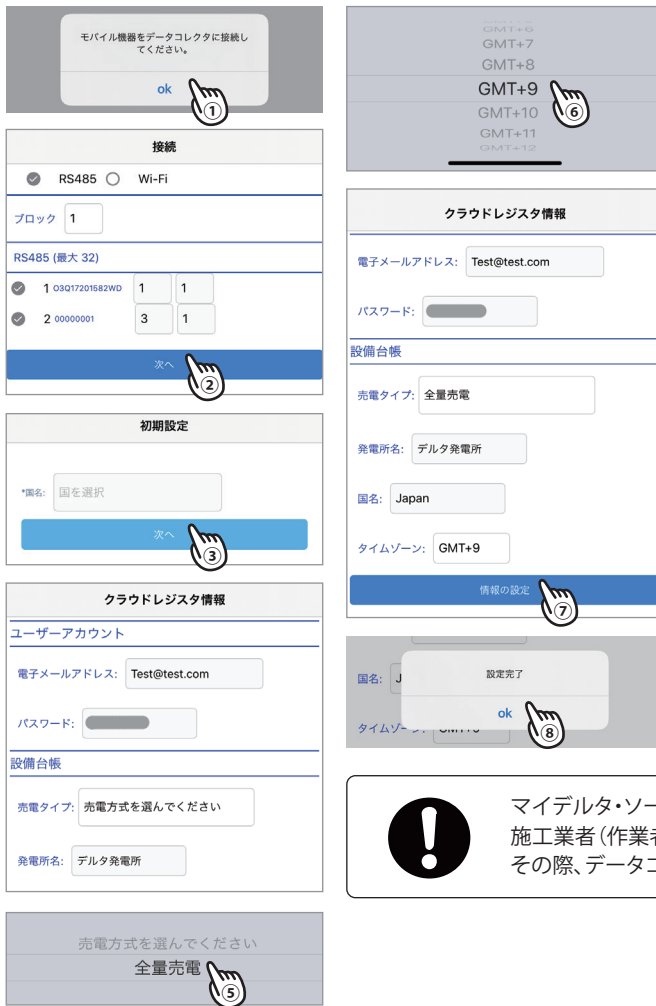 モバイル機器をデータコレクタに接続し
てください。
ok
①
接続
RS485 Wi-Fi
ブロック 1
RS485 (最大 32)
1 O3Q17201582WD 1 1
2 00000001 3 1
次へ
②
初期設定
*国名: 国を選択
次へ
③
クラウドレジスタ情報
ユーザーアカウント
電子メールアドレス: Test@test.com
パスワード:
設備台帳
売電タイプ: 売電方式を選んでください
発電所名: デルタ発電所
売電方式を選んでください
全量売電
⑤
GMT+6
GMT+7
GMT+8
GMT+9
⑥
GMT+10
GMT+11
GMT+12
クラウドレジスタ情報
電子メールアドレス: Test@test.com
パスワード:
設備台帳
売電タイプ: 全量売電
発電所名: デルタ発電所
国名: Japan
タイムゾーン: GMT+9
情報の設定
⑦
国名: J
設定完了
ok
⑧
タイムゾ
マイデルタ・ソー
施工業者（作業者
その際、データコ